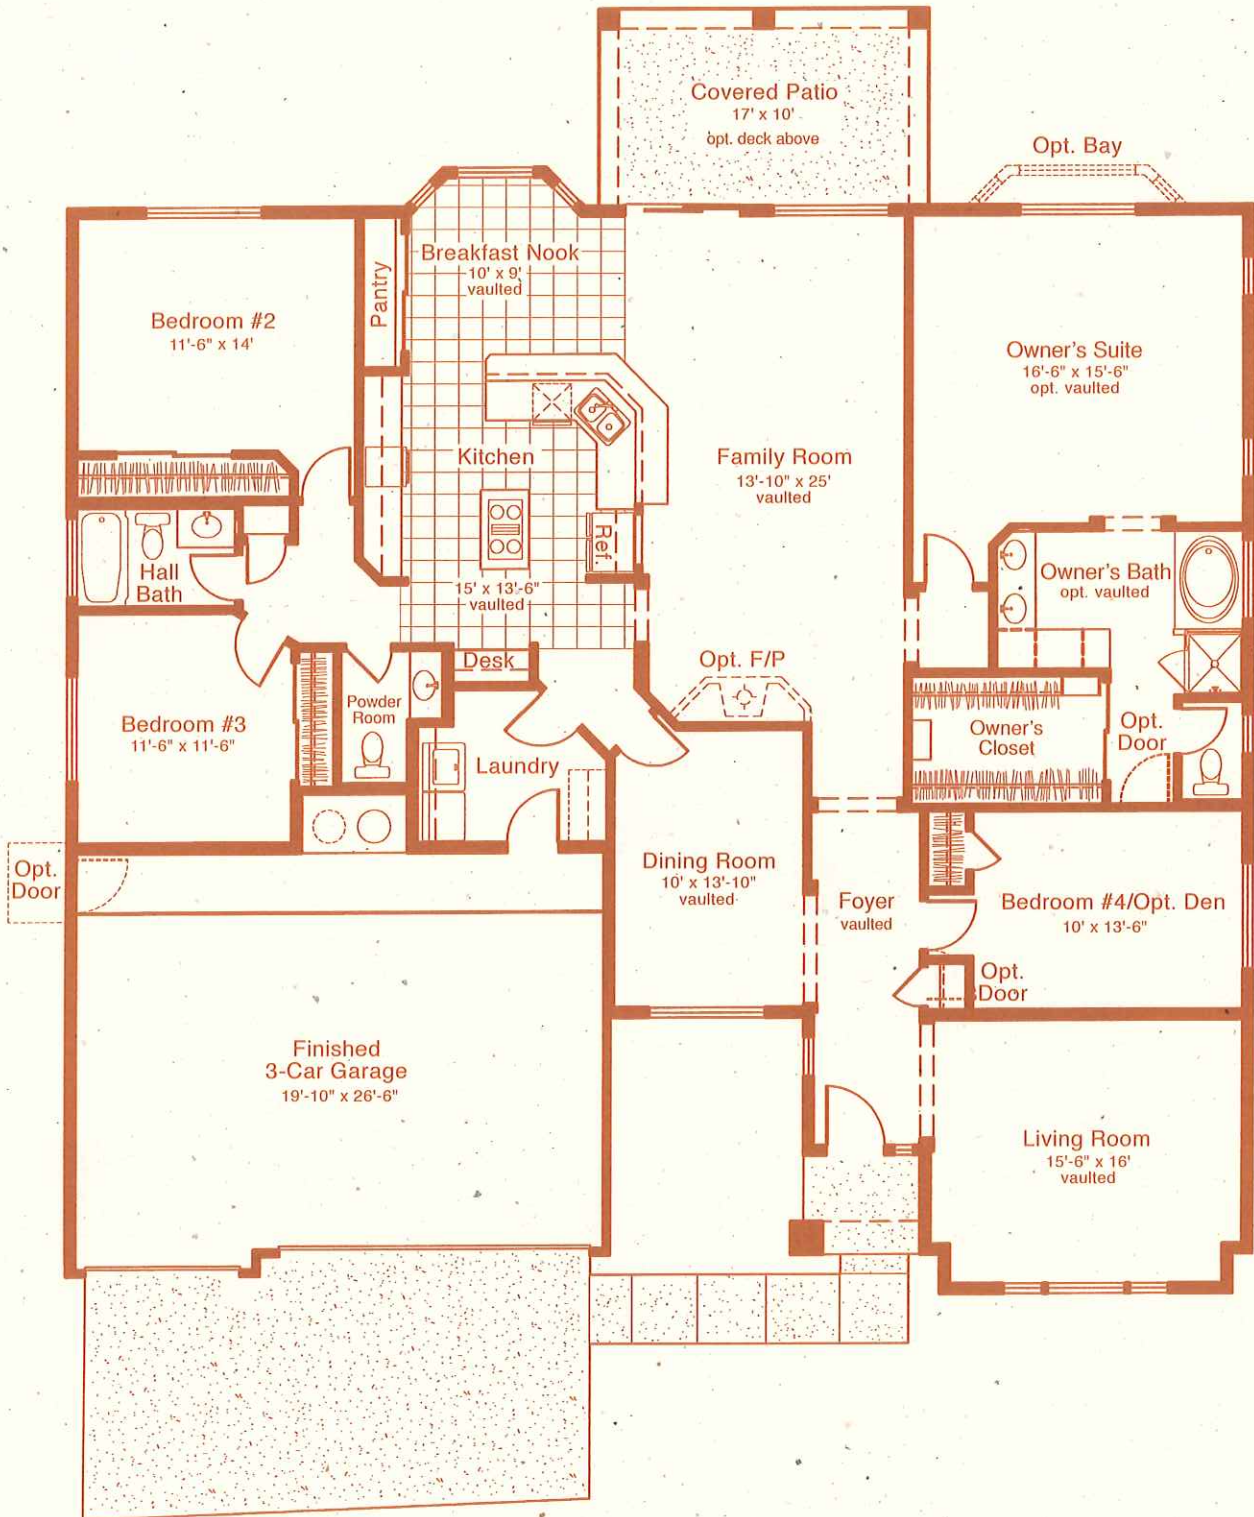 Covered Patio
17' x 10'
opt. deck above
Opt. Bay
Breakfast Nook
10' x 9'
vaulted
Pantry
Bedroom #2
11'-6" x 14'
Owner's Suite
16'-6" x 15'-6"
opt. vaulted
Kitchen
15' x 13'-6"
vaulted
Family Room
13'-10" x 25'
vaulted
Ref.
Hall
Bath
Owner's Bath
opt. vaulted
Desk
Opt. F/P
Powder
Room
Bedroom #3
11'-6" x 11'-6"
Laundry
Owner's
Closet
Opt.
Door
Opt.
Door
Dining Room
10' x 13'-10"
vaulted
Foyer
vaulted
Bedroom #4/Opt. Den
10' x 13'-6"
Opt.
Door
Finished
3-Car Garage
19'-10" x 26'-6"
Living Room
15'-6" x 16'
vaulted